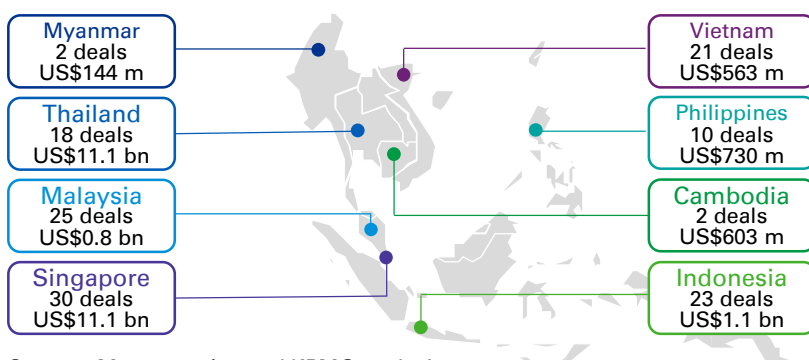 Myanmar
2 deals
US$144 m
Thailand
18 deals
US$11.1 bn
Malaysia
25 deals
US$0.8 bn
Singapore
30 deals
US$11.1 bn
Vietnam
21 deals
US$563 m
Philippines
10 deals
US$730 m
Cambodia
2 deals
US$603 m
Indonesia
23 deals
US$1.1 bn